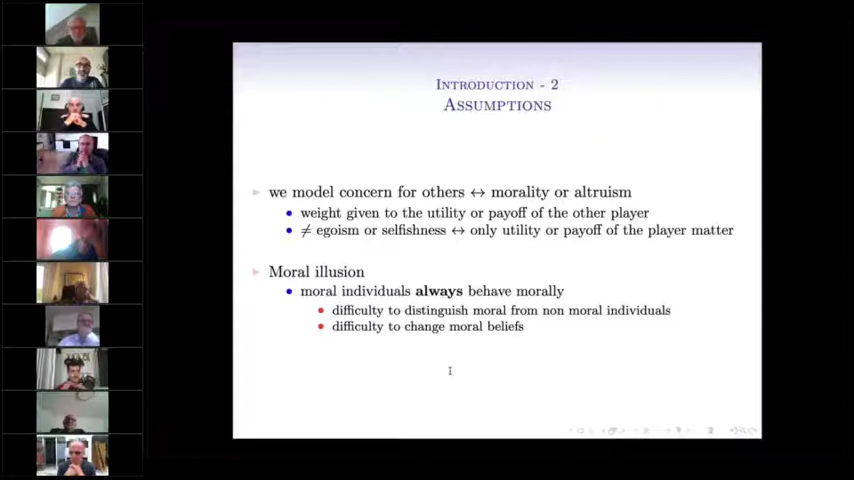 Introduction - 2
Assumptions
we model concern for others ↔ morality or altruism
weight given to the utility or payoff of the other player
≠ egoism or selfishness ↔ only utility or payoff of the player matter
Moral illusion
moral individuals always behave morally
difficulty to distinguish moral from non moral individuals
difficulty to change moral beliefs